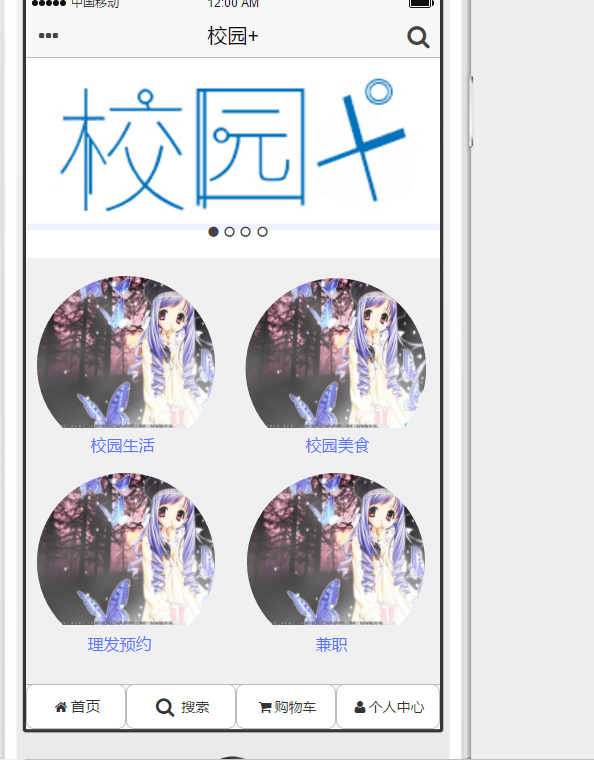 中国移动 12:00 AM
校园+
校园+
校园生活 校园美食
理发预约 兼职
首页 搜索 购物车 个人中心